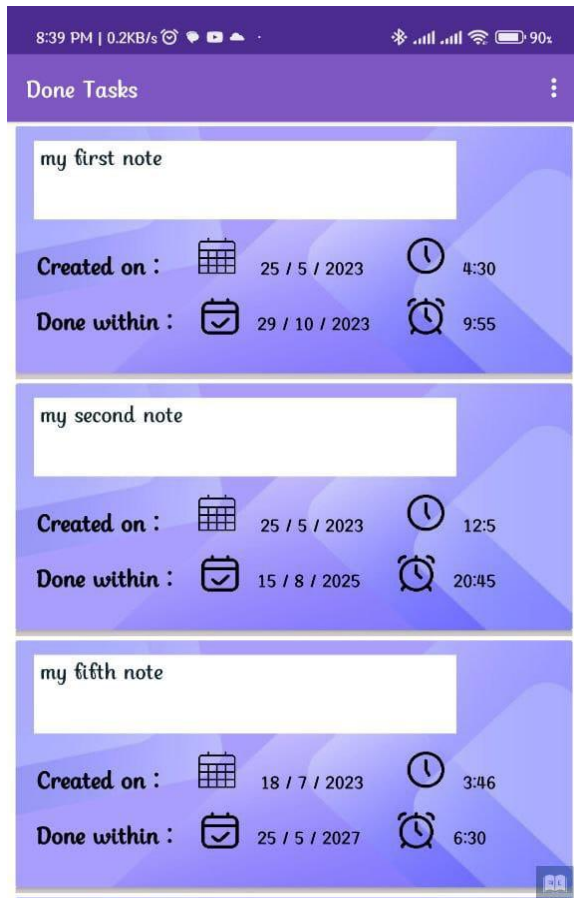 8:39 PM | 0.2KB/s 90%
Done Tasks
my first note
Created on : 25 / 5 / 2023 4:30
Done within : 29 / 10 / 2023 9:55
my second note
Created on : 25 / 5 / 2023 12:5
Done within : 15 / 8 / 2025 20:45
my fifth note
Created on : 18 / 7 / 2023 3:46
Done within : 25 / 5 / 2027 6:30